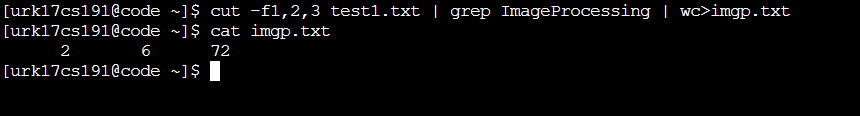 [urk17cs191@code ~]$ cut -f1,2,3 test1.txt | grep ImageProcessing | wc>imgp.txt
[urk17cs191@code ~]$ cat imgp.txt
      2       6      72
[urk17cs191@code ~]$